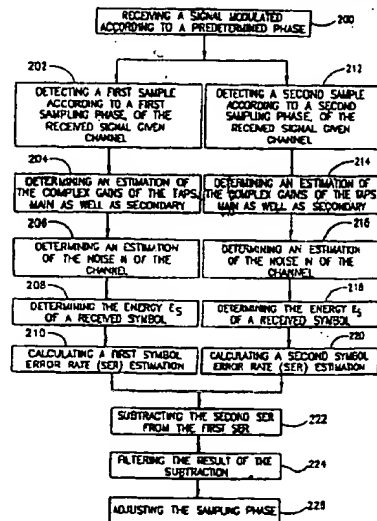 RECEIVING A SIGNAL MODULATED
ACCORDING TO A PREDETERMINED PHASE
200
202
DETECTING A FIRST SAMPLE
ACCORDING TO A FIRST
SAMPLING PHASE, OF THE
RECEIVED SIGNAL GIVEN
CHANNEL
204
DETERMINING AN ESTIMATION OF
THE COMPLEX GAINS OF THE TAPS,
MAIN AS WELL AS SECONDARY
206
DETERMINING AN ESTIMATION
OF THE NOISE N OF THE
CHANNEL
208
DETERMINING THE ENERGY ES
OF A RECEIVED SYMBOL
210
CALCULATING A FIRST SYMBOL
ERROR RATE (SER) ESTIMATION
212
DETECTING A SECOND SAMPLE
ACCORDING TO A SECOND
SAMPLING PHASE, OF THE
RECEIVED SIGNAL GIVEN
CHANNEL
214
DETERMINING AN ESTIMATION OF
THE COMPLEX GAINS OF THE TAPS,
MAIN AS WELL AS SECONDARY
216
DETERMINING AN ESTIMATION
OF THE NOISE N OF THE
CHANNEL
218
DETERMINING THE ENERGY ES
OF A RECEIVED SYMBOL
220
CALCULATING A SECOND SYMBOL
ERROR RATE (SER) ESTIMATION
SUBTRACTING THE SECOND SER
FROM THE FIRST SER
222
FILTERING THE RESULT OF THE
SUBTRACTION
224
ADJUSTING THE SAMPLING PHASE